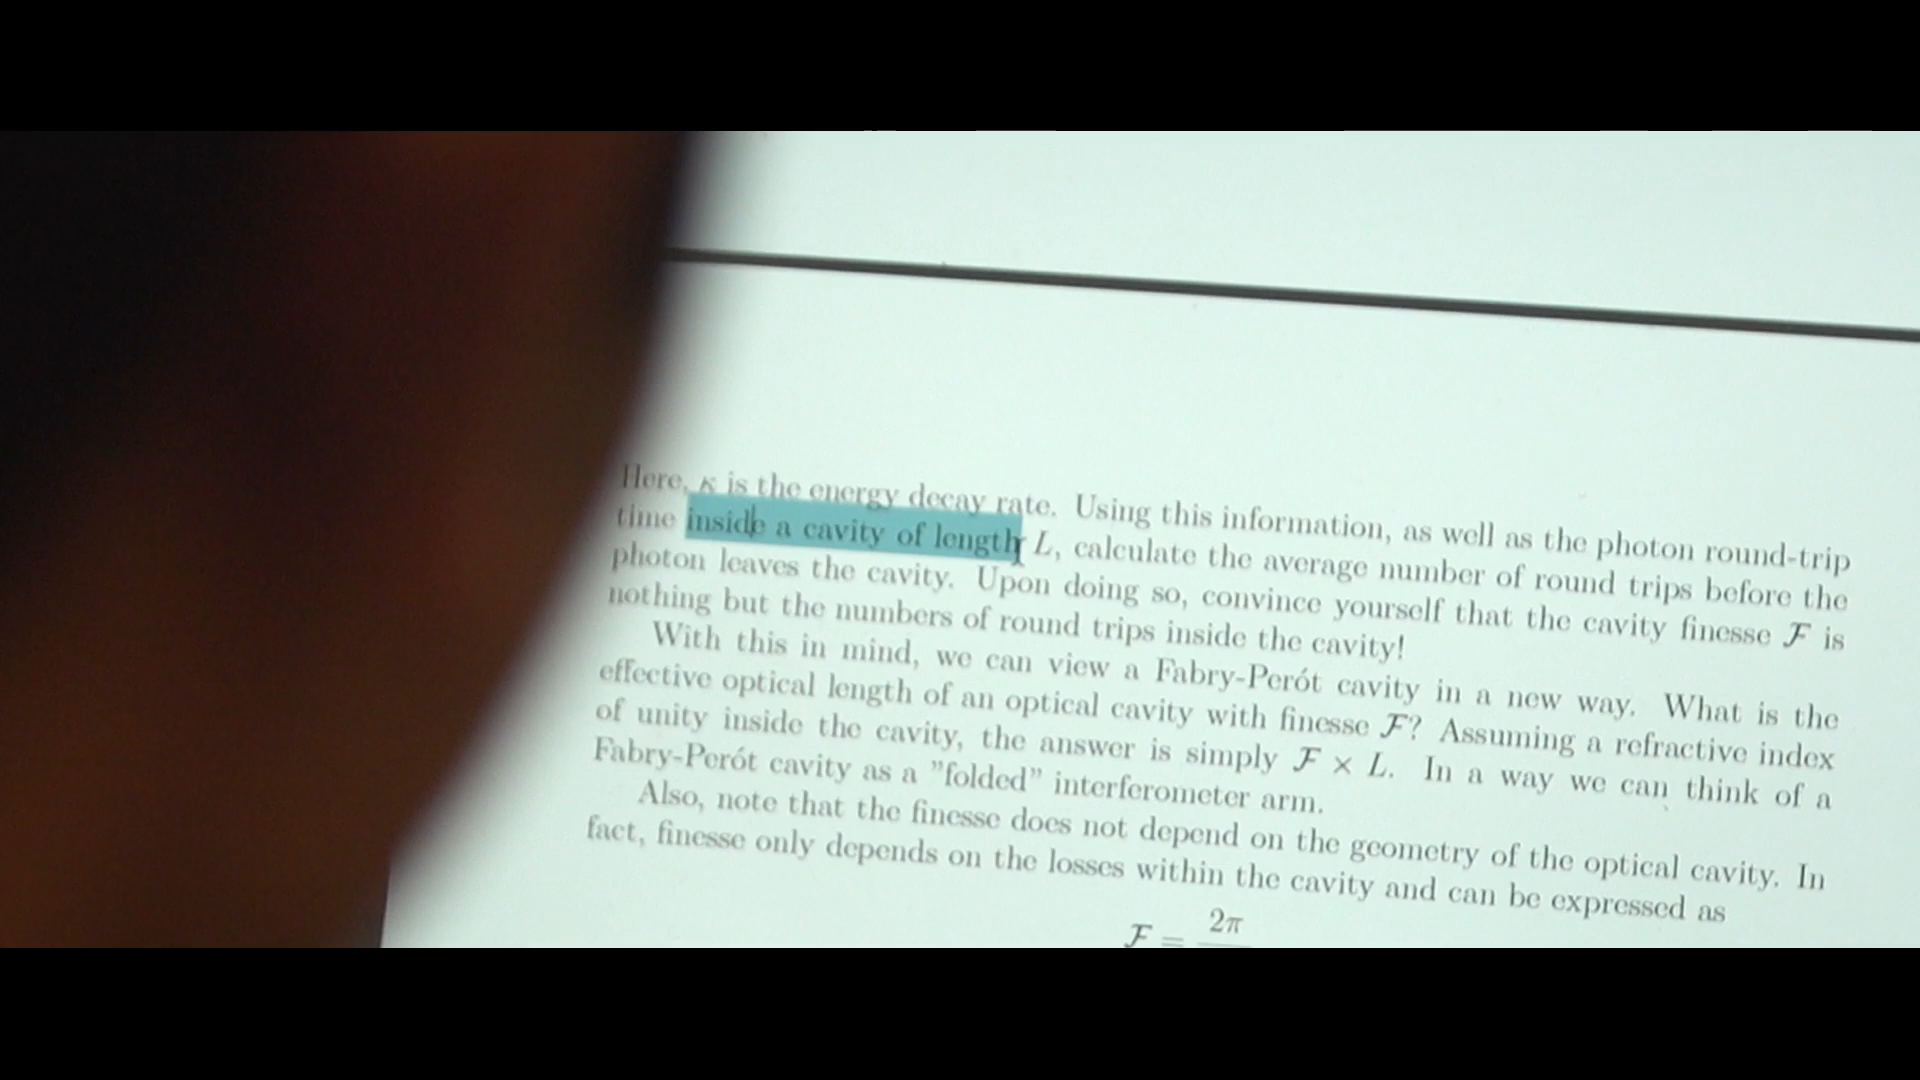 Here, κ is the energy decay rate. Using this information, as well as the photon round-trip
time inside a cavity of length L, calculate the average number of round trips before the
photon leaves the cavity. Upon doing so, convince yourself that the cavity finesse ℱ is
nothing but the numbers of round trips inside the cavity!
With this in mind, we can view a Fabry-Perót cavity in a new way. What is the
effective optical length of an optical cavity with finesse ℱ? Assuming a refractive index
of unity inside the cavity, the answer is simply ℱ × L. In a way we can think of a
Fabry-Perót cavity as a ”folded” interferometer arm.
Also, note that the finesse does not depend on the geometry of the optical cavity. In
fact, finesse only depends on the losses within the cavity and can be expressed as
ℱ = 2π